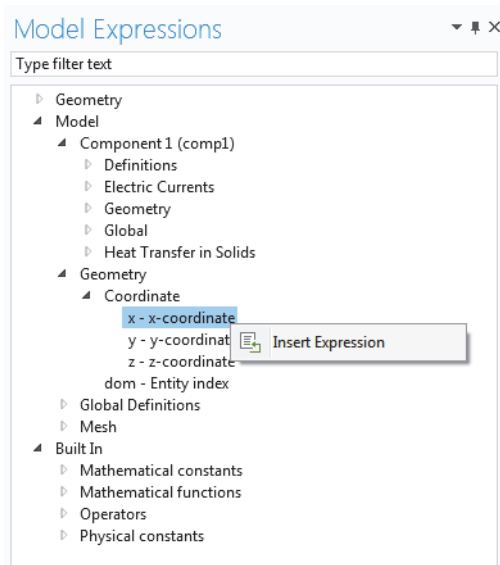 Model Expressions
Type filter text
Geometry
Model
Component 1 (comp1)
Definitions
Electric Currents
Geometry
Global
Heat Transfer in Solids
Geometry
Coordinate
x - x-coordinate
y - y-coordinat
Insert Expression
z - z-coordinate
dom - Entity index
Global Definitions
Mesh
Built In
Mathematical constants
Mathematical functions
Operators
Physical constants